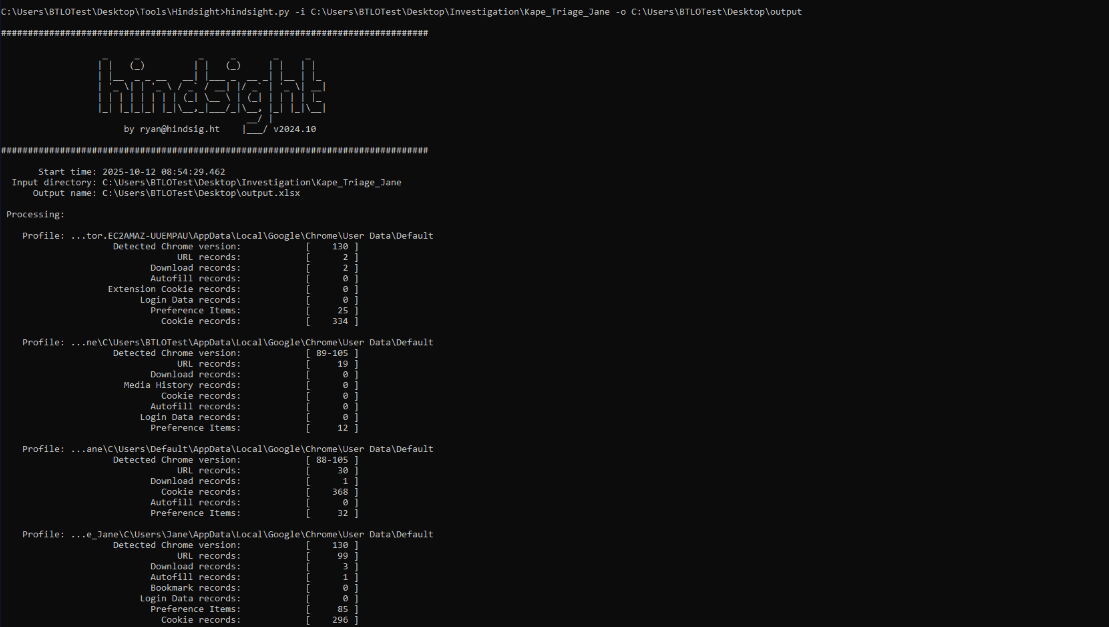 C:\Users\BTLOTest\Desktop\Tools\Hindsight>hindsight.py -i C:\Users\BTLOTest\Desktop\Investigation\Kape_Triage_Jane -o C:\Users\BTLOTest\Desktop\output
################################################################################
hindsight
by ryan@hindsig.ht v2024.10
################################################################################
Start time: 2025-10-12 08:54:29.462
Input directory: C:\Users\BTLOTest\Desktop\Investigation\Kape_Triage_Jane
Output name: C:\Users\BTLOTest\Desktop\output.xlsx
Processing:
Profile: ...tor.EC2AMAZ-UUEMPAU\AppData\Local\Google\Chrome\User Data\Default
Detected Chrome version: [ 130 ]
URL records: [ 2 ]
Download records: [ 2 ]
Autofill records: [ 0 ]
Extension Cookie records: [ 0 ]
Login Data records: [ 0 ]
Preference Items: [ 25 ]
Cookie records: [ 334 ]
Profile: ...ne\C\Users\BTLOTest\AppData\Local\Google\Chrome\User Data\Default
Detected Chrome version: [ 89-105 ]
URL records: [ 19 ]
Download records: [ 0 ]
Media History records: [ 0 ]
Cookie records: [ 0 ]
Autofill records: [ 0 ]
Login Data records: [ 0 ]
Preference Items: [ 12 ]
Profile: ...ane\C\Users\Default\AppData\Local\Google\Chrome\User Data\Default
Detected Chrome version: [ 88-105 ]
URL records: [ 30 ]
Download records: [ 1 ]
Cookie records: [ 368 ]
Autofill records: [ 0 ]
Preference Items: [ 32 ]
Profile: ...e_Jane\C\Users\Jane\AppData\Local\Google\Chrome\User Data\Default
Detected Chrome version: [ 130 ]
URL records: [ 99 ]
Download records: [ 3 ]
Autofill records: [ 1 ]
Bookmark records: [ 0 ]
Login Data records: [ 0 ]
Preference Items: [ 85 ]
Cookie records: [ 296 ]